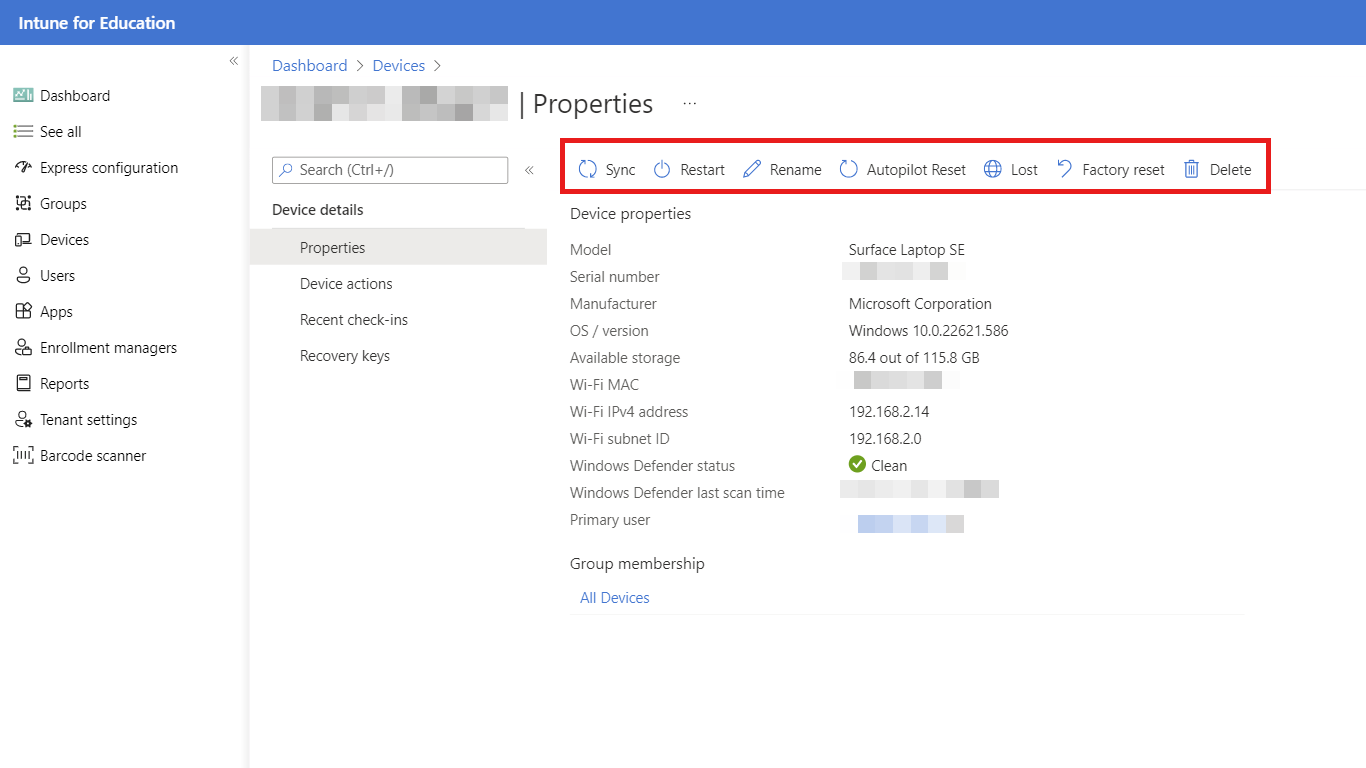 Intune for Education
«
Dashboard
See all
Express configuration
Groups
Devices
Users
Apps
Enrollment managers
Reports
Tenant settings
Barcode scanner
Dashboard > Devices >
| Properties ...
Search (Ctrl+/) «
Device details
Properties
Device actions
Recent check-ins
Recovery keys
Sync Restart Rename Autopilot Reset Lost Factory reset Delete
Device properties
Model Surface Laptop SE
Serial number
Manufacturer Microsoft Corporation
OS / version Windows 10.0.22621.586
Available storage 86.4 out of 115.8 GB
Wi-Fi MAC
Wi-Fi IPv4 address 192.168.2.14
Wi-Fi subnet ID 192.168.2.0
Windows Defender status Clean
Windows Defender last scan time
Primary user
Group membership
All Devices